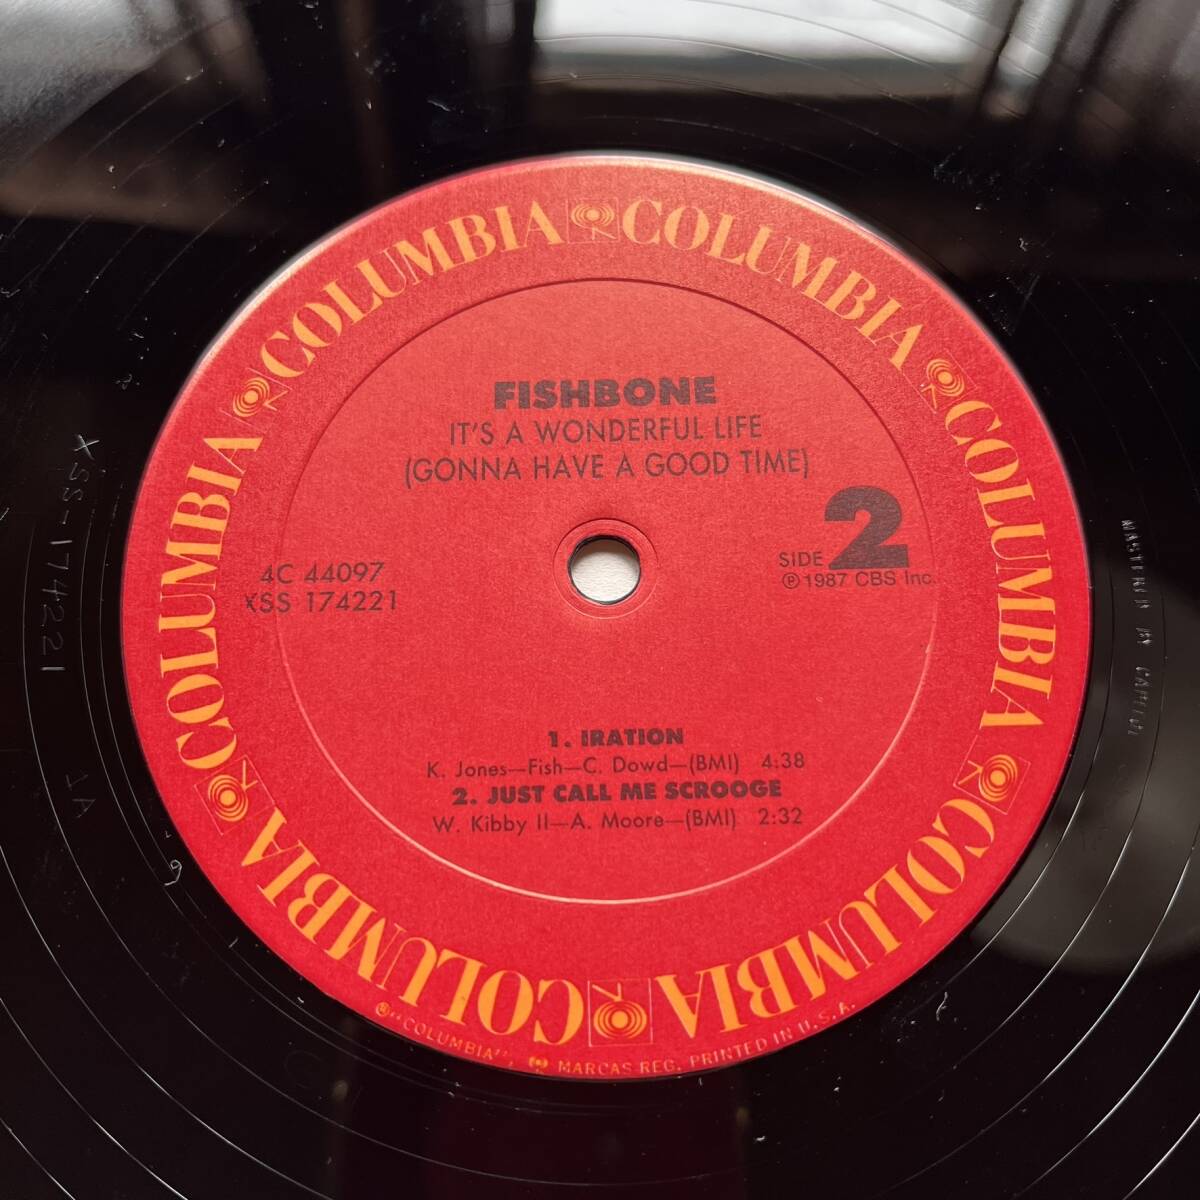 COLUMBIA COLUMBIA COLUMBIA COLUMBIA COLUMBIA COLUMBIA
FISHBONE
IT'S A WONDERFUL LIFE
(GONNA HAVE A GOOD TIME)
4C 44097
XSS 174221
SIDE 2
℗ 1987 CBS Inc.
1. IRATION
K. Jones—Fish—C. Dowd—(BMI) 4:38
2. JUST CALL ME SCROOGE
W. Kibby II—A. Moore—(BMI) 2:32
®"COLUMBIA", MARCAS REG. PRINTED IN U.S.A.
XSS-174221 1A
MASTERED BY CAPITOL